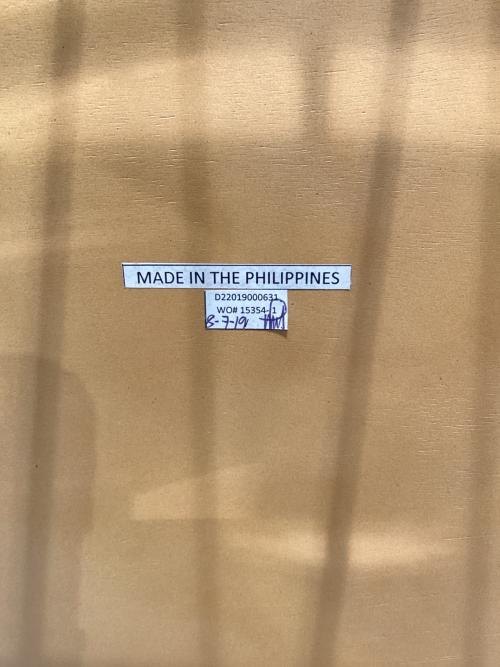 MADE IN THE PHILIPPINES
D22019000631
WO# 15354-1
8-7-19